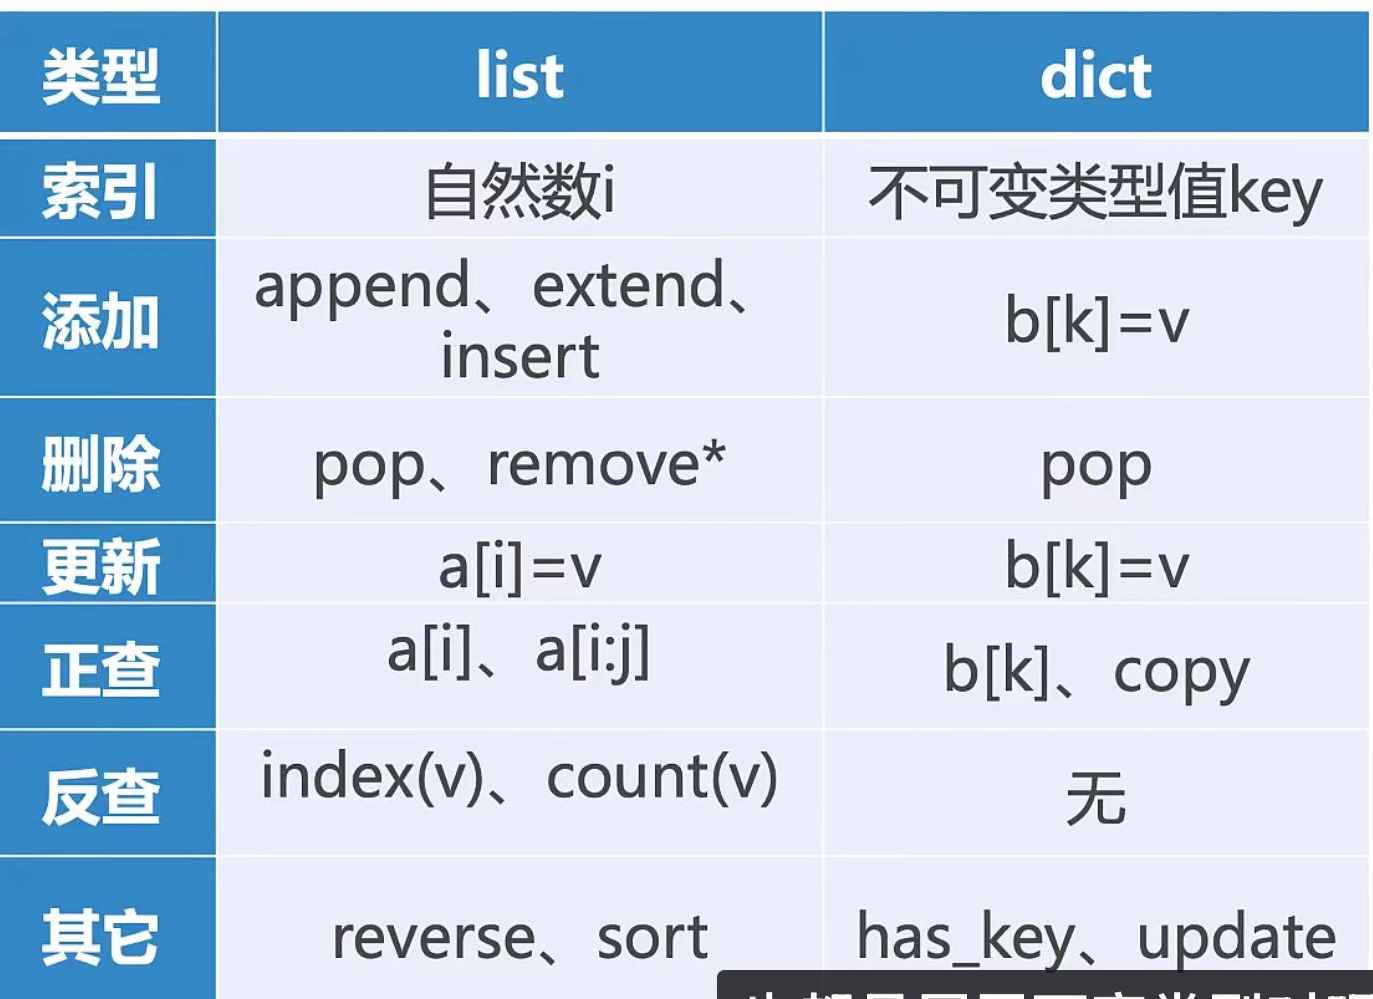 类型 list dict
索引 自然数i 不可变类型值key
添加 append、extend、
insert b[k]=v
删除 pop、remove* pop
更新 a[i]=v b[k]=v
正查 a[i]、a[i:j] b[k]、copy
反查 index(v)、count(v) 无
其它 reverse、sort has_key、update